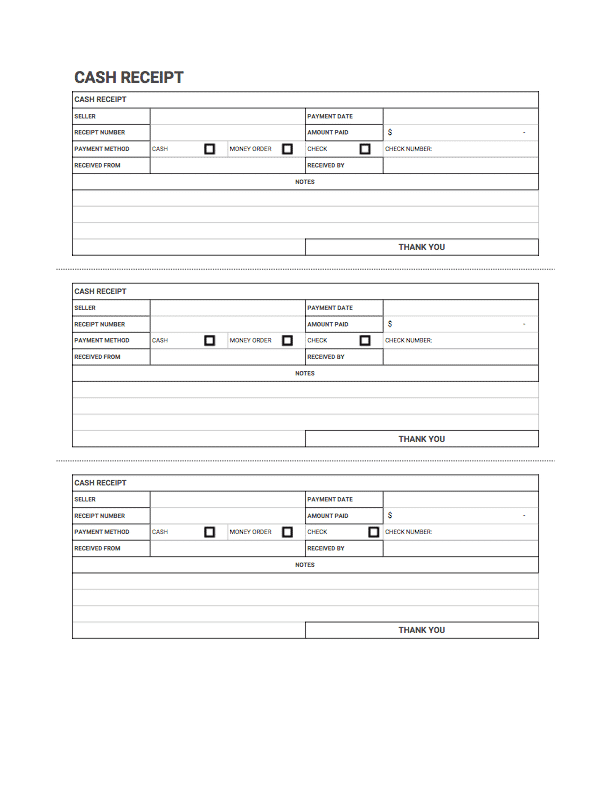 CASH RECEIPT
CASH RECEIPT
SELLER PAYMENT DATE
RECEIPT NUMBER AMOUNT PAID $ -
PAYMENT METHOD CASH MONEY ORDER CHECK CHECK NUMBER:
RECEIVED FROM RECEIVED BY
NOTES
THANK YOU
CASH RECEIPT
SELLER PAYMENT DATE
RECEIPT NUMBER AMOUNT PAID $ -
PAYMENT METHOD CASH MONEY ORDER CHECK CHECK NUMBER:
RECEIVED FROM RECEIVED BY
NOTES
THANK YOU
CASH RECEIPT
SELLER PAYMENT DATE
RECEIPT NUMBER AMOUNT PAID $ -
PAYMENT METHOD CASH MONEY ORDER CHECK CHECK NUMBER:
RECEIVED FROM RECEIVED BY
NOTES
THANK YOU